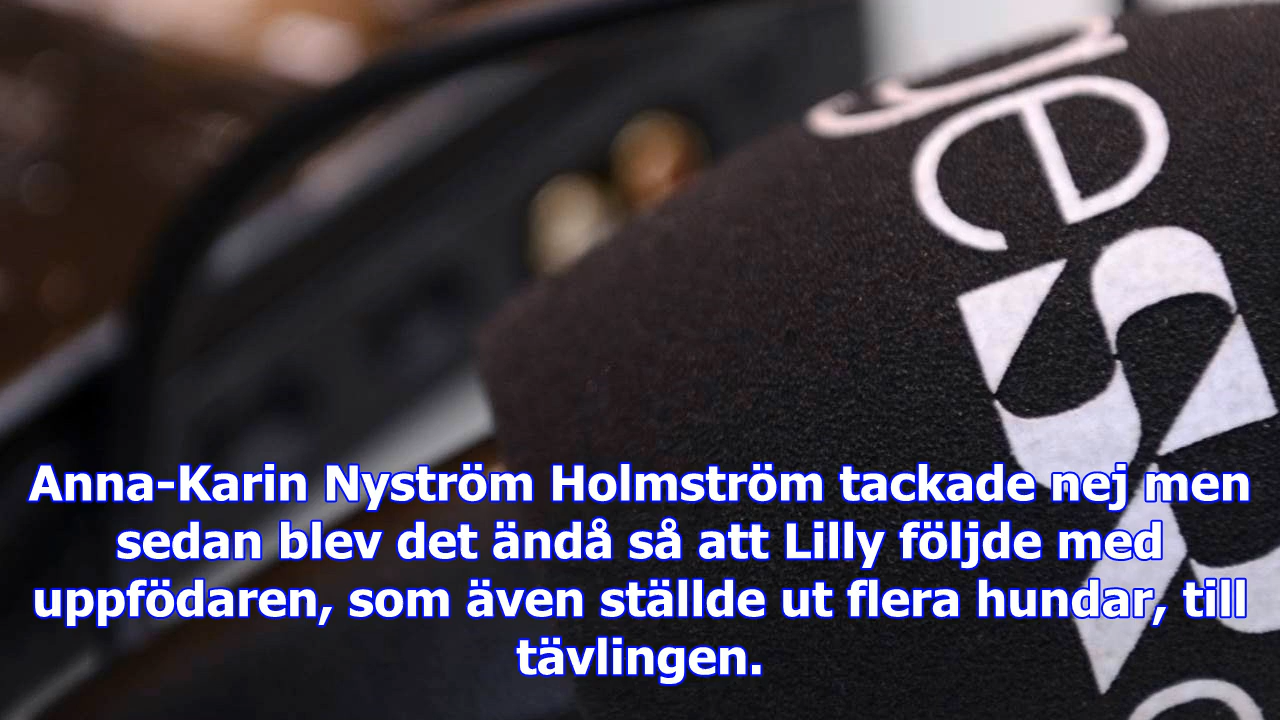 Anna-Karin Nyström Holmström tackade nej men
sedan blev det ändå så att Lilly följde med
uppfödaren, som även ställde ut flera hundar, till
tävlingen.